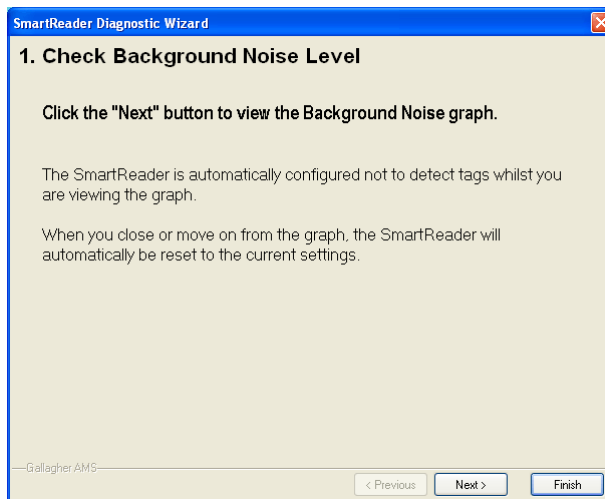 SmartReader Diagnostic Wizard
1. Check Background Noise Level
Click the "Next" button to view the Background Noise graph.
The SmartReader is automatically configured not to detect tags whilst you
are viewing the graph.
When you close or move on from the graph, the SmartReader will
automatically be reset to the current settings.
Gallagher AMS
< Previous Next > Finish